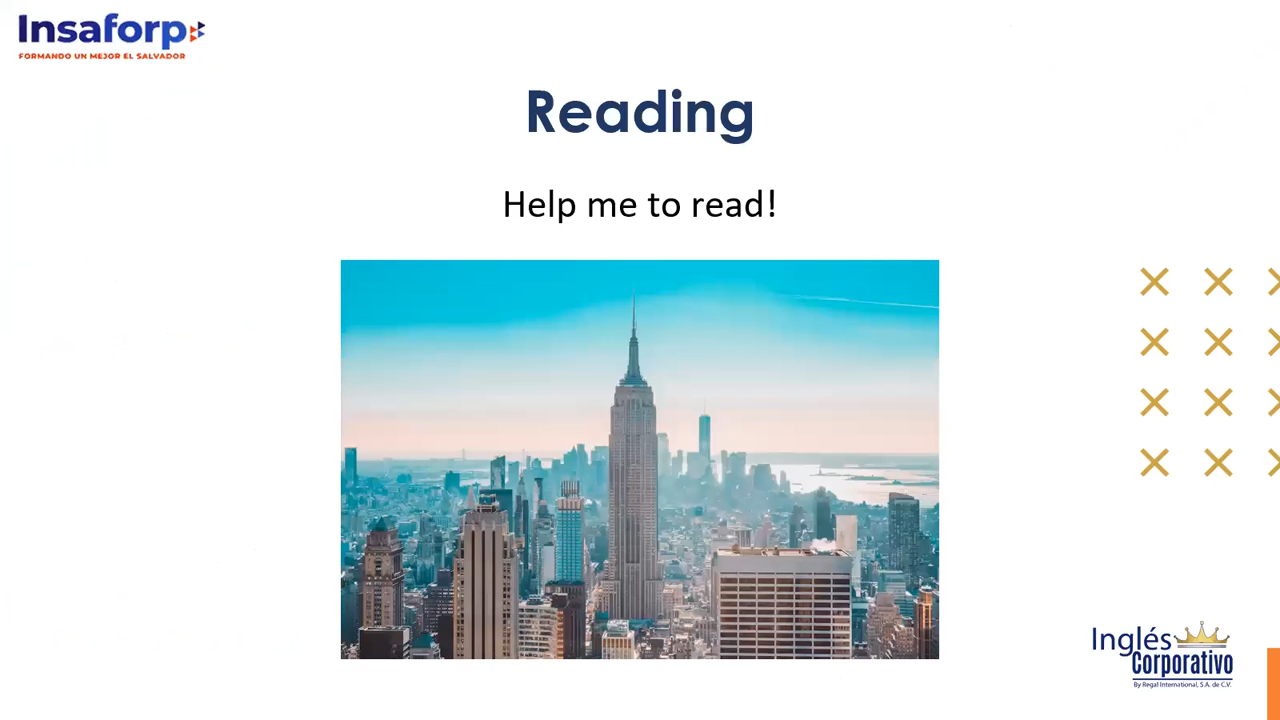 Insaforp
FORMANDO UN MEJOR EL SALVADOR
Reading
Help me to read!
Inglés
Corporativo
By Regal International, S.A. de C.V.